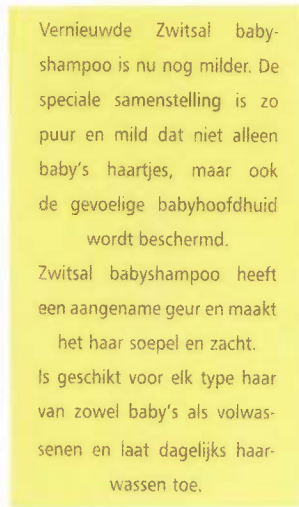 Vernieuwde Zwitsal baby-
shampoo is nu nog milder. De
speciale samenstelling is zo
puur en mild dat niet alleen
baby's haartjes, maar ook
de gevoelige babyhoofdhuid
wordt beschermd.
Zwitsal babyshampoo heeft
een aangename geur en maakt
het haar soepel en zacht.
Is geschikt voor elk type haar
van zowel baby's als volwas-
senen en laat dagelijks haar-
wassen toe.